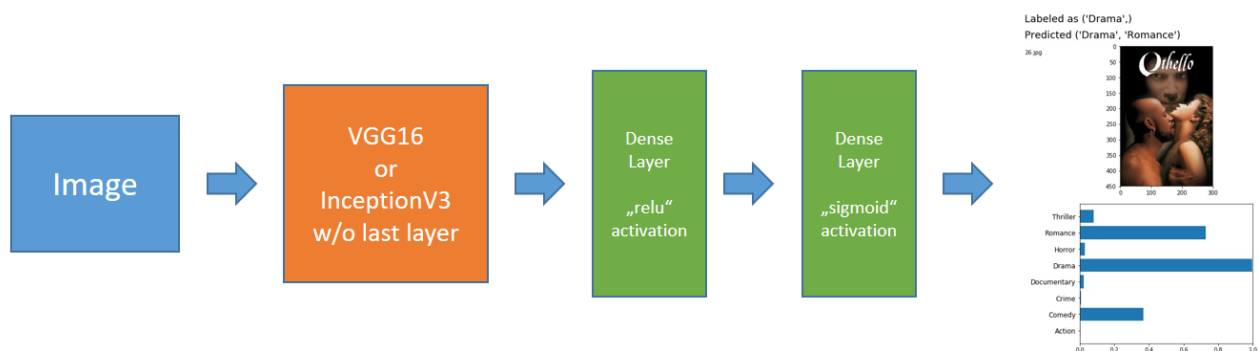 Image
VGG16
or
InceptionV3
w/o last layer
Dense
Layer
„relu“
activation
Dense
Layer
„sigmoid“
activation
Labeled as ('Drama',)
Predicted ('Drama', 'Romance')
26.jpg
Othello
0
50
100
150
200
250
300
350
400
450
0 100 200 300
Thriller
Romance
Horror
Drama
Documentary
Crime
Comedy
Action
0.0 0.2 0.4 0.6 0.8 1.0